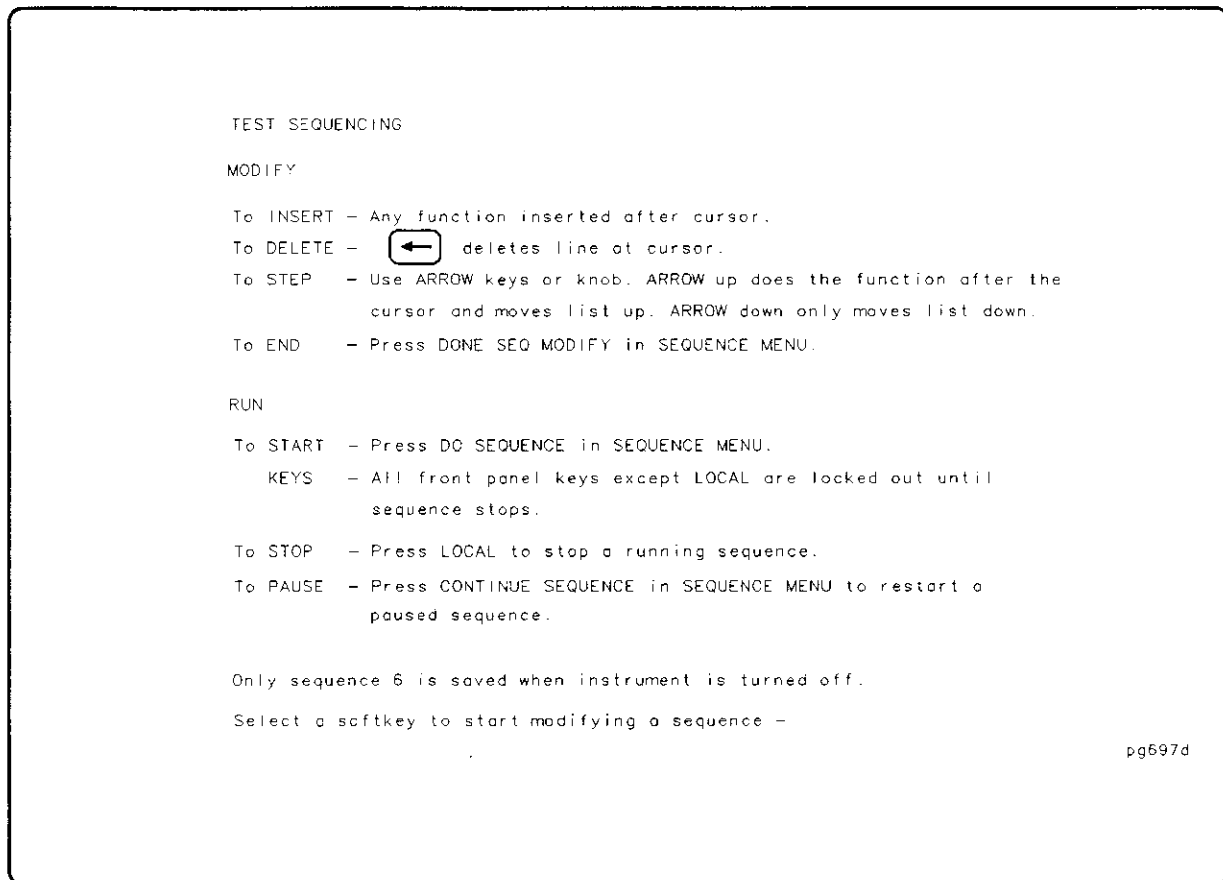 TEST SEQUENCING
MODIFY
To INSERT – Any function inserted after cursor.
To DELETE – ← deletes line at cursor.
To STEP – Use ARROW keys or knob. ARROW up does the function after the
cursor and moves list up. ARROW down only moves list down.
To END – Press DONE SEQ MODIFY in SEQUENCE MENU.
RUN
To START – Press DO SEQUENCE in SEQUENCE MENU.
KEYS – All front panel keys except LOCAL are locked out until
sequence stops.
To STOP – Press LOCAL to stop a running sequence.
To PAUSE – Press CONTINUE SEQUENCE in SEQUENCE MENU to restart a
paused sequence.
Only sequence 6 is saved when instrument is turned off.
Select a softkey to start modifying a sequence –
pg697d